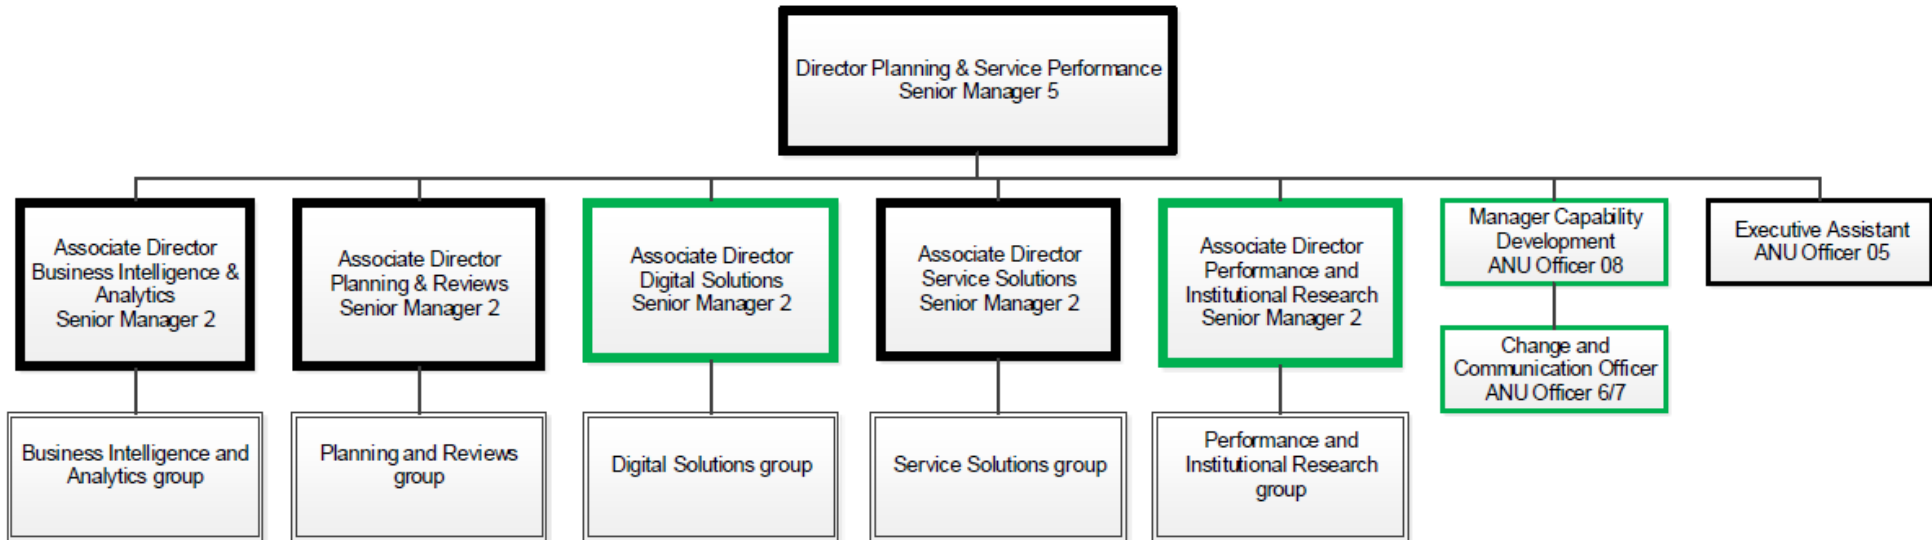 Director Planning & Service Performance
Senior Manager 5
Associate Director
Business Intelligence &
Analytics
Senior Manager 2
Associate Director
Planning & Reviews
Senior Manager 2
Associate Director
Digital Solutions
Senior Manager 2
Associate Director
Service Solutions
Senior Manager 2
Associate Director
Performance and
Institutional Research
Senior Manager 2
Manager Capability
Development
ANU Officer 08
Executive Assistant
ANU Officer 05
Change and
Communication Officer
ANU Officer 6/7
Business Intelligence and
Analytics group
Planning and Reviews
group
Digital Solutions group
Service Solutions group
Performance and
Institutional Research
group